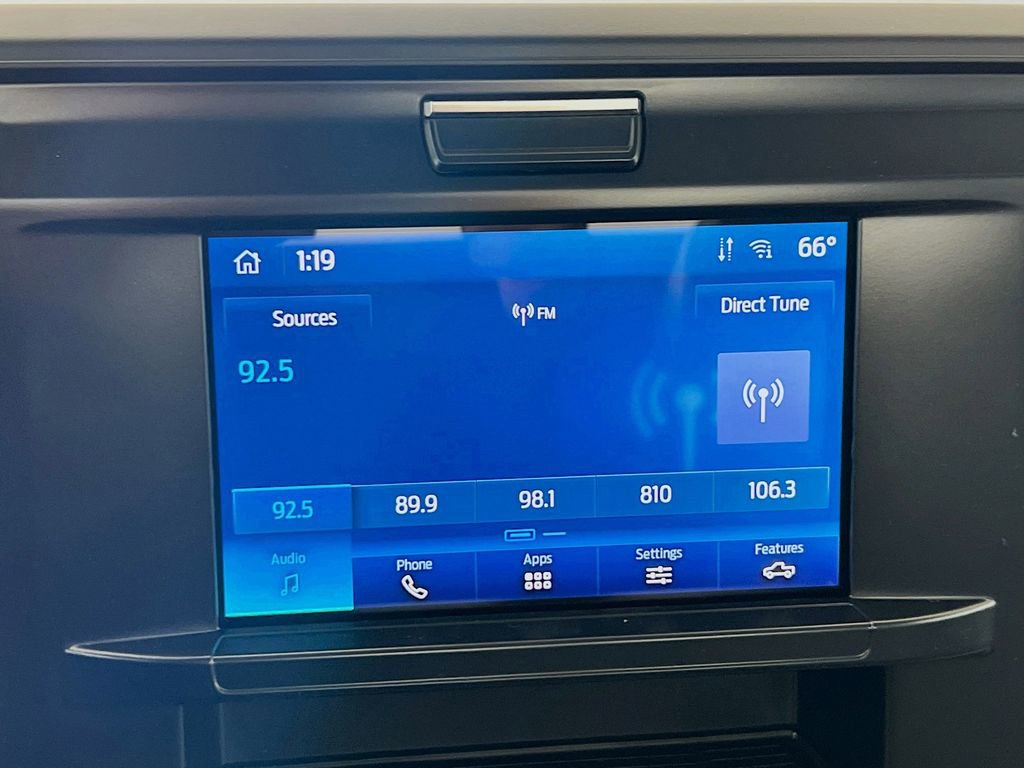 1:19
66°
Sources
FM
Direct Tune
92.5
92.5
89.9
98.1
810
106.3
Audio
Phone
Apps
Settings
Features